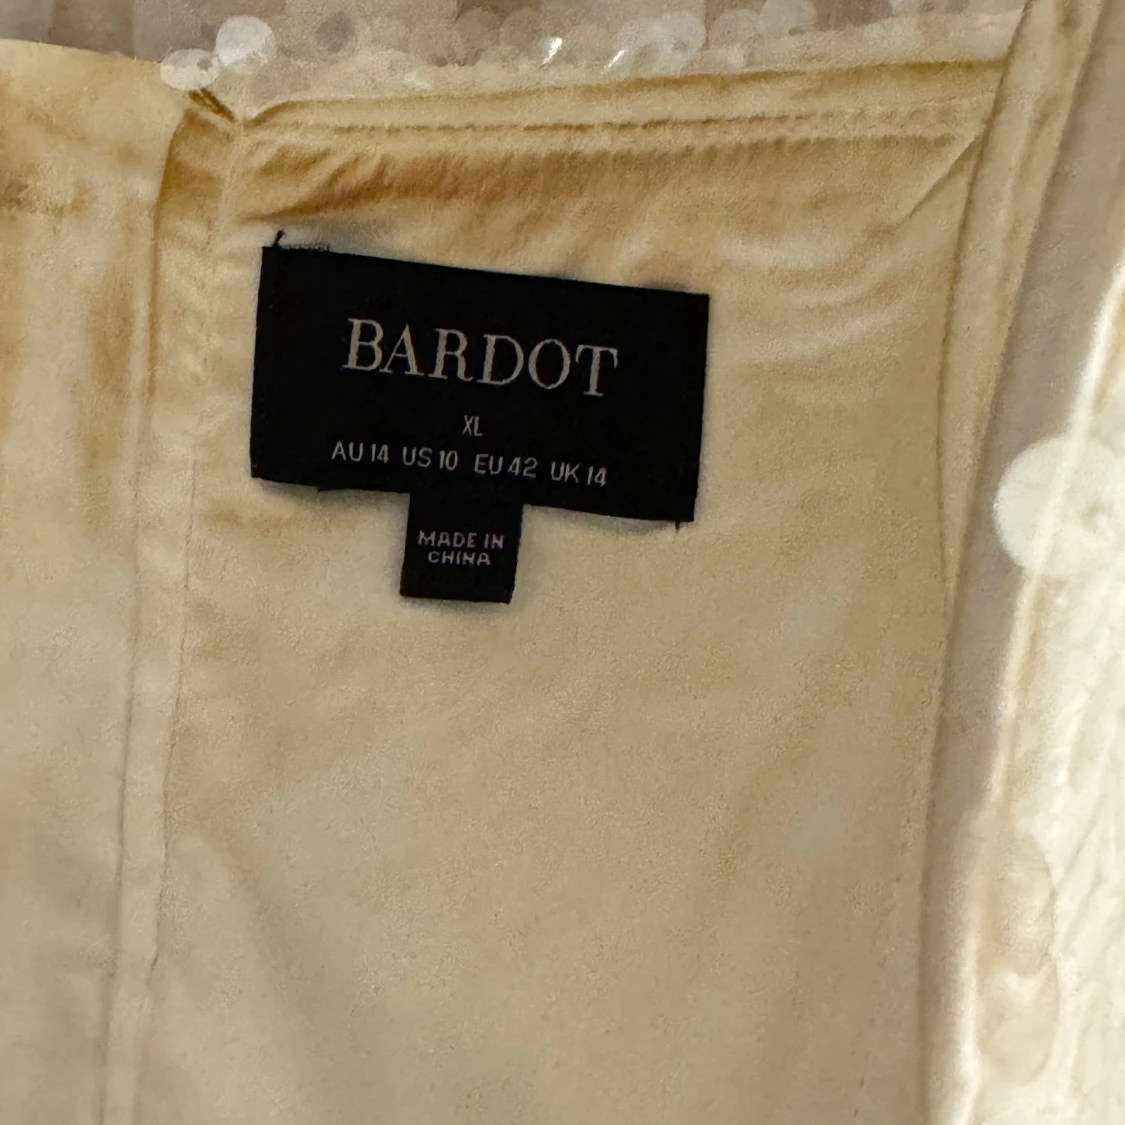 BARDOT
XL
AU 14 US 10 EU 42 UK 14
MADE IN
CHINA